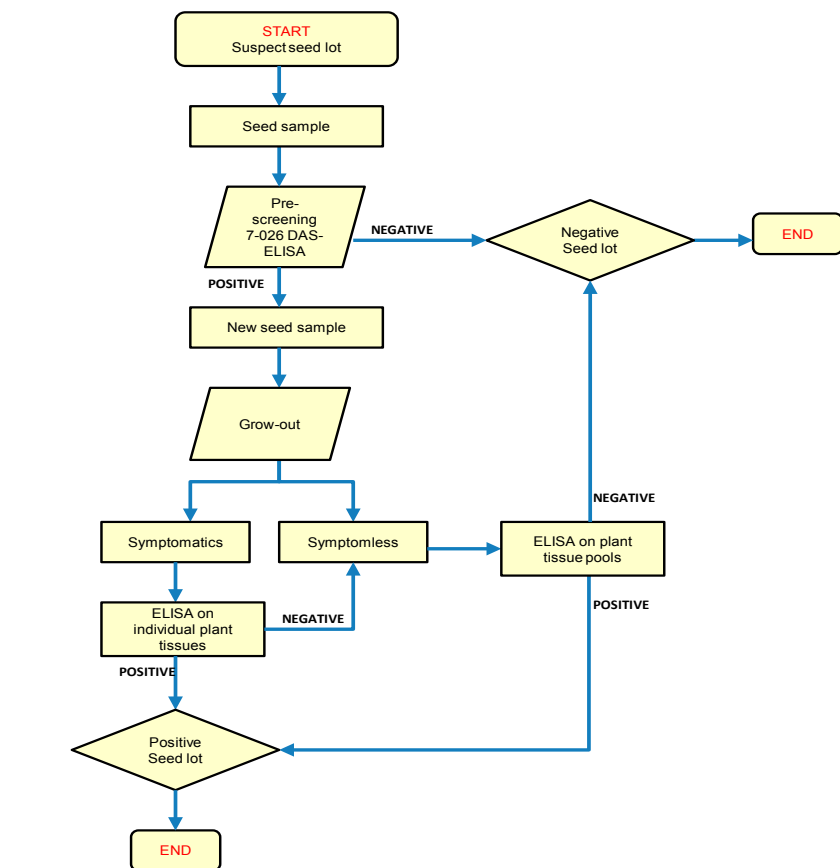 START
Suspect seed lot
Seed sample
Pre-
screening
7-026 DAS-
ELISA
NEGATIVE
Negative
Seed lot
END
POSITIVE
New seed sample
Grow-out
NEGATIVE
Symptomatics
Symptomless
ELISA on plant
tissue pools
ELISA on
individual plant
tissues
NEGATIVE
POSITIVE
POSITIVE
Positive
Seed lot
END